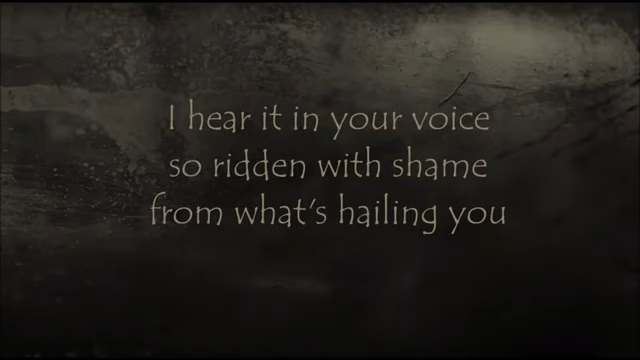 I hear it in your voice
so ridden with shame
from what's hailing you